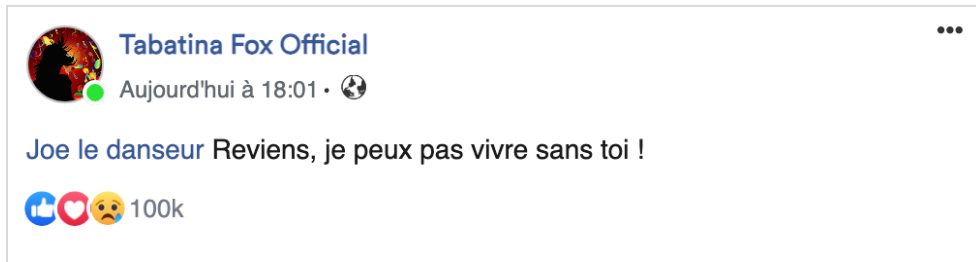 Tabatina Fox Official
Aujourd'hui à 18:01 ·
Joe le danseur Reviens, je peux pas vivre sans toi !
100k